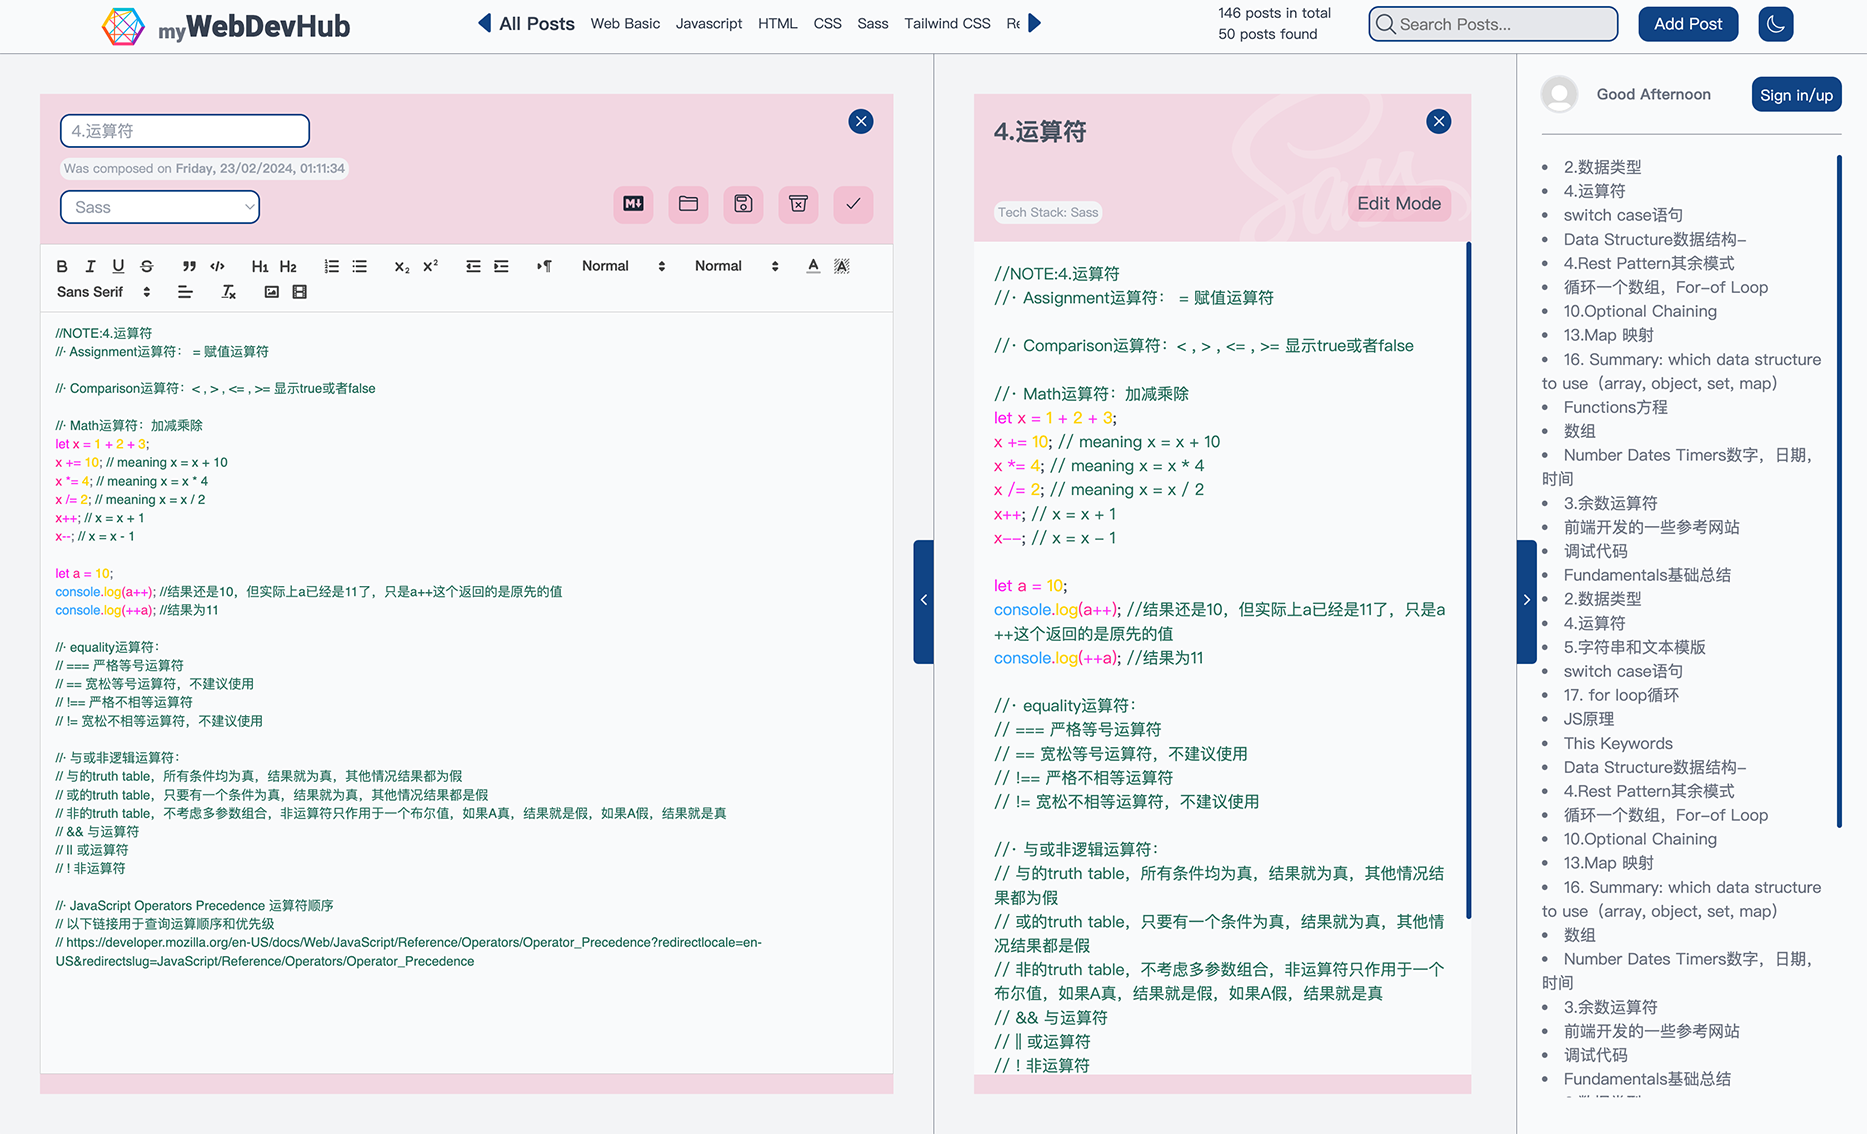 myWebDevHub
All Posts Web Basic Javascript HTML CSS Sass Tailwind CSS Re
146 posts in total
50 posts found
Search Posts...
Add Post
4.运算符
Was composed on Friday, 23/02/2024, 01:11:34
Sass
M
B I U S H1 H2 x2 x2 Normal Normal A A
Sans Serif Tx
//NOTE:4.运算符
//· Assignment运算符： = 赋值运算符
//· Comparison运算符：< , > , <= , >= 显示true或者false
//· Math运算符：加减乘除
let x = 1 + 2 + 3;
x += 10; // meaning x = x + 10
x *= 4; // meaning x = x * 4
x /= 2; // meaning x = x / 2
x++; // x = x + 1
x--; // x = x - 1
let a = 10;
console.log(a++); //结果还是10，但实际上a已经是11了，只是a++这个返回的是原先的值
console.log(++a); //结果为11
//· equality运算符：
// === 严格等号运算符
// == 宽松等号运算符，不建议使用
// !== 严格不相等运算符
// != 宽松不相等运算符，不建议使用
//· 与或非逻辑运算符：
// 与的truth table，所有条件均为真，结果就为真，其他情况结果都为假
// 或的truth table，只要有一个条件为真，结果就为真，其他情况结果都是假
// 非的truth table，不考虑多参数组合，非运算符只作用于一个布尔值，如果A真，结果就是假，如果A假，结果就是真
// && 与运算符
// || 或运算符
// ! 非运算符
//· JavaScript Operators Precedence 运算符顺序
// 以下链接用于查询运算顺序和优先级
// https://developer.mozilla.org/en-US/docs/Web/JavaScript/Reference/Operators/Operator_Precedence?redirectlocale=en-
US&redirectslug=JavaScript/Reference/Operators/Operator_Precedence
4.运算符
Sass
Tech Stack: Sass
Edit Mode
//NOTE:4.运算符
//· Assignment运算符： = 赋值运算符
//· Comparison运算符：< , > , <= , >= 显示true或者false
//· Math运算符：加减乘除
let x = 1 + 2 + 3;
x += 10; // meaning x = x + 10
x *= 4; // meaning x = x * 4
x /= 2; // meaning x = x / 2
x++; // x = x + 1
x--; // x = x - 1
let a = 10;
console.log(a++); //结果还是10，但实际上a已经是11了，只是a
++这个返回的是原先的值
console.log(++a); //结果为11
//· equality运算符：
// === 严格等号运算符
// == 宽松等号运算符，不建议使用
// !== 严格不相等运算符
// != 宽松不相等运算符，不建议使用
//· 与或非逻辑运算符：
// 与的truth table，所有条件均为真，结果就为真，其他情况结
果都为假
// 或的truth table，只要有一个条件为真，结果就为真，其他情
况结果都是假
// 非的truth table，不考虑多参数组合，非运算符只作用于一个
布尔值，如果A真，结果就是假，如果A假，结果就是真
// && 与运算符
// || 或运算符
// ! 非运算符
Good Afternoon
Sign in/up
• 2.数据类型
• 4.运算符
• switch case语句
• Data Structure数据结构-
• 4.Rest Pattern其余模式
• 循环一个数组，For-of Loop
• 10.Optional Chaining
• 13.Map 映射
• 16. Summary: which data structure
to use（array, object, set, map）
• Functions方程
• 数组
• Number Dates Timers数字，日期，
时间
• 3.余数运算符
• 前端开发的一些参考网站
• 调试代码
• Fundamentals基础总结
• 2.数据类型
• 4.运算符
• 5.字符串和文本模版
• switch case语句
• 17. for loop循环
• JS原理
• This Keywords
• Data Structure数据结构-
• 4.Rest Pattern其余模式
• 循环一个数组，For-of Loop
• 10.Optional Chaining
• 13.Map 映射
• 16. Summary: which data structure
to use（array, object, set, map）
• 数组
• Number Dates Timers数字，日期，
时间
• 3.余数运算符
• 前端开发的一些参考网站
• 调试代码
• Fundamentals基础总结